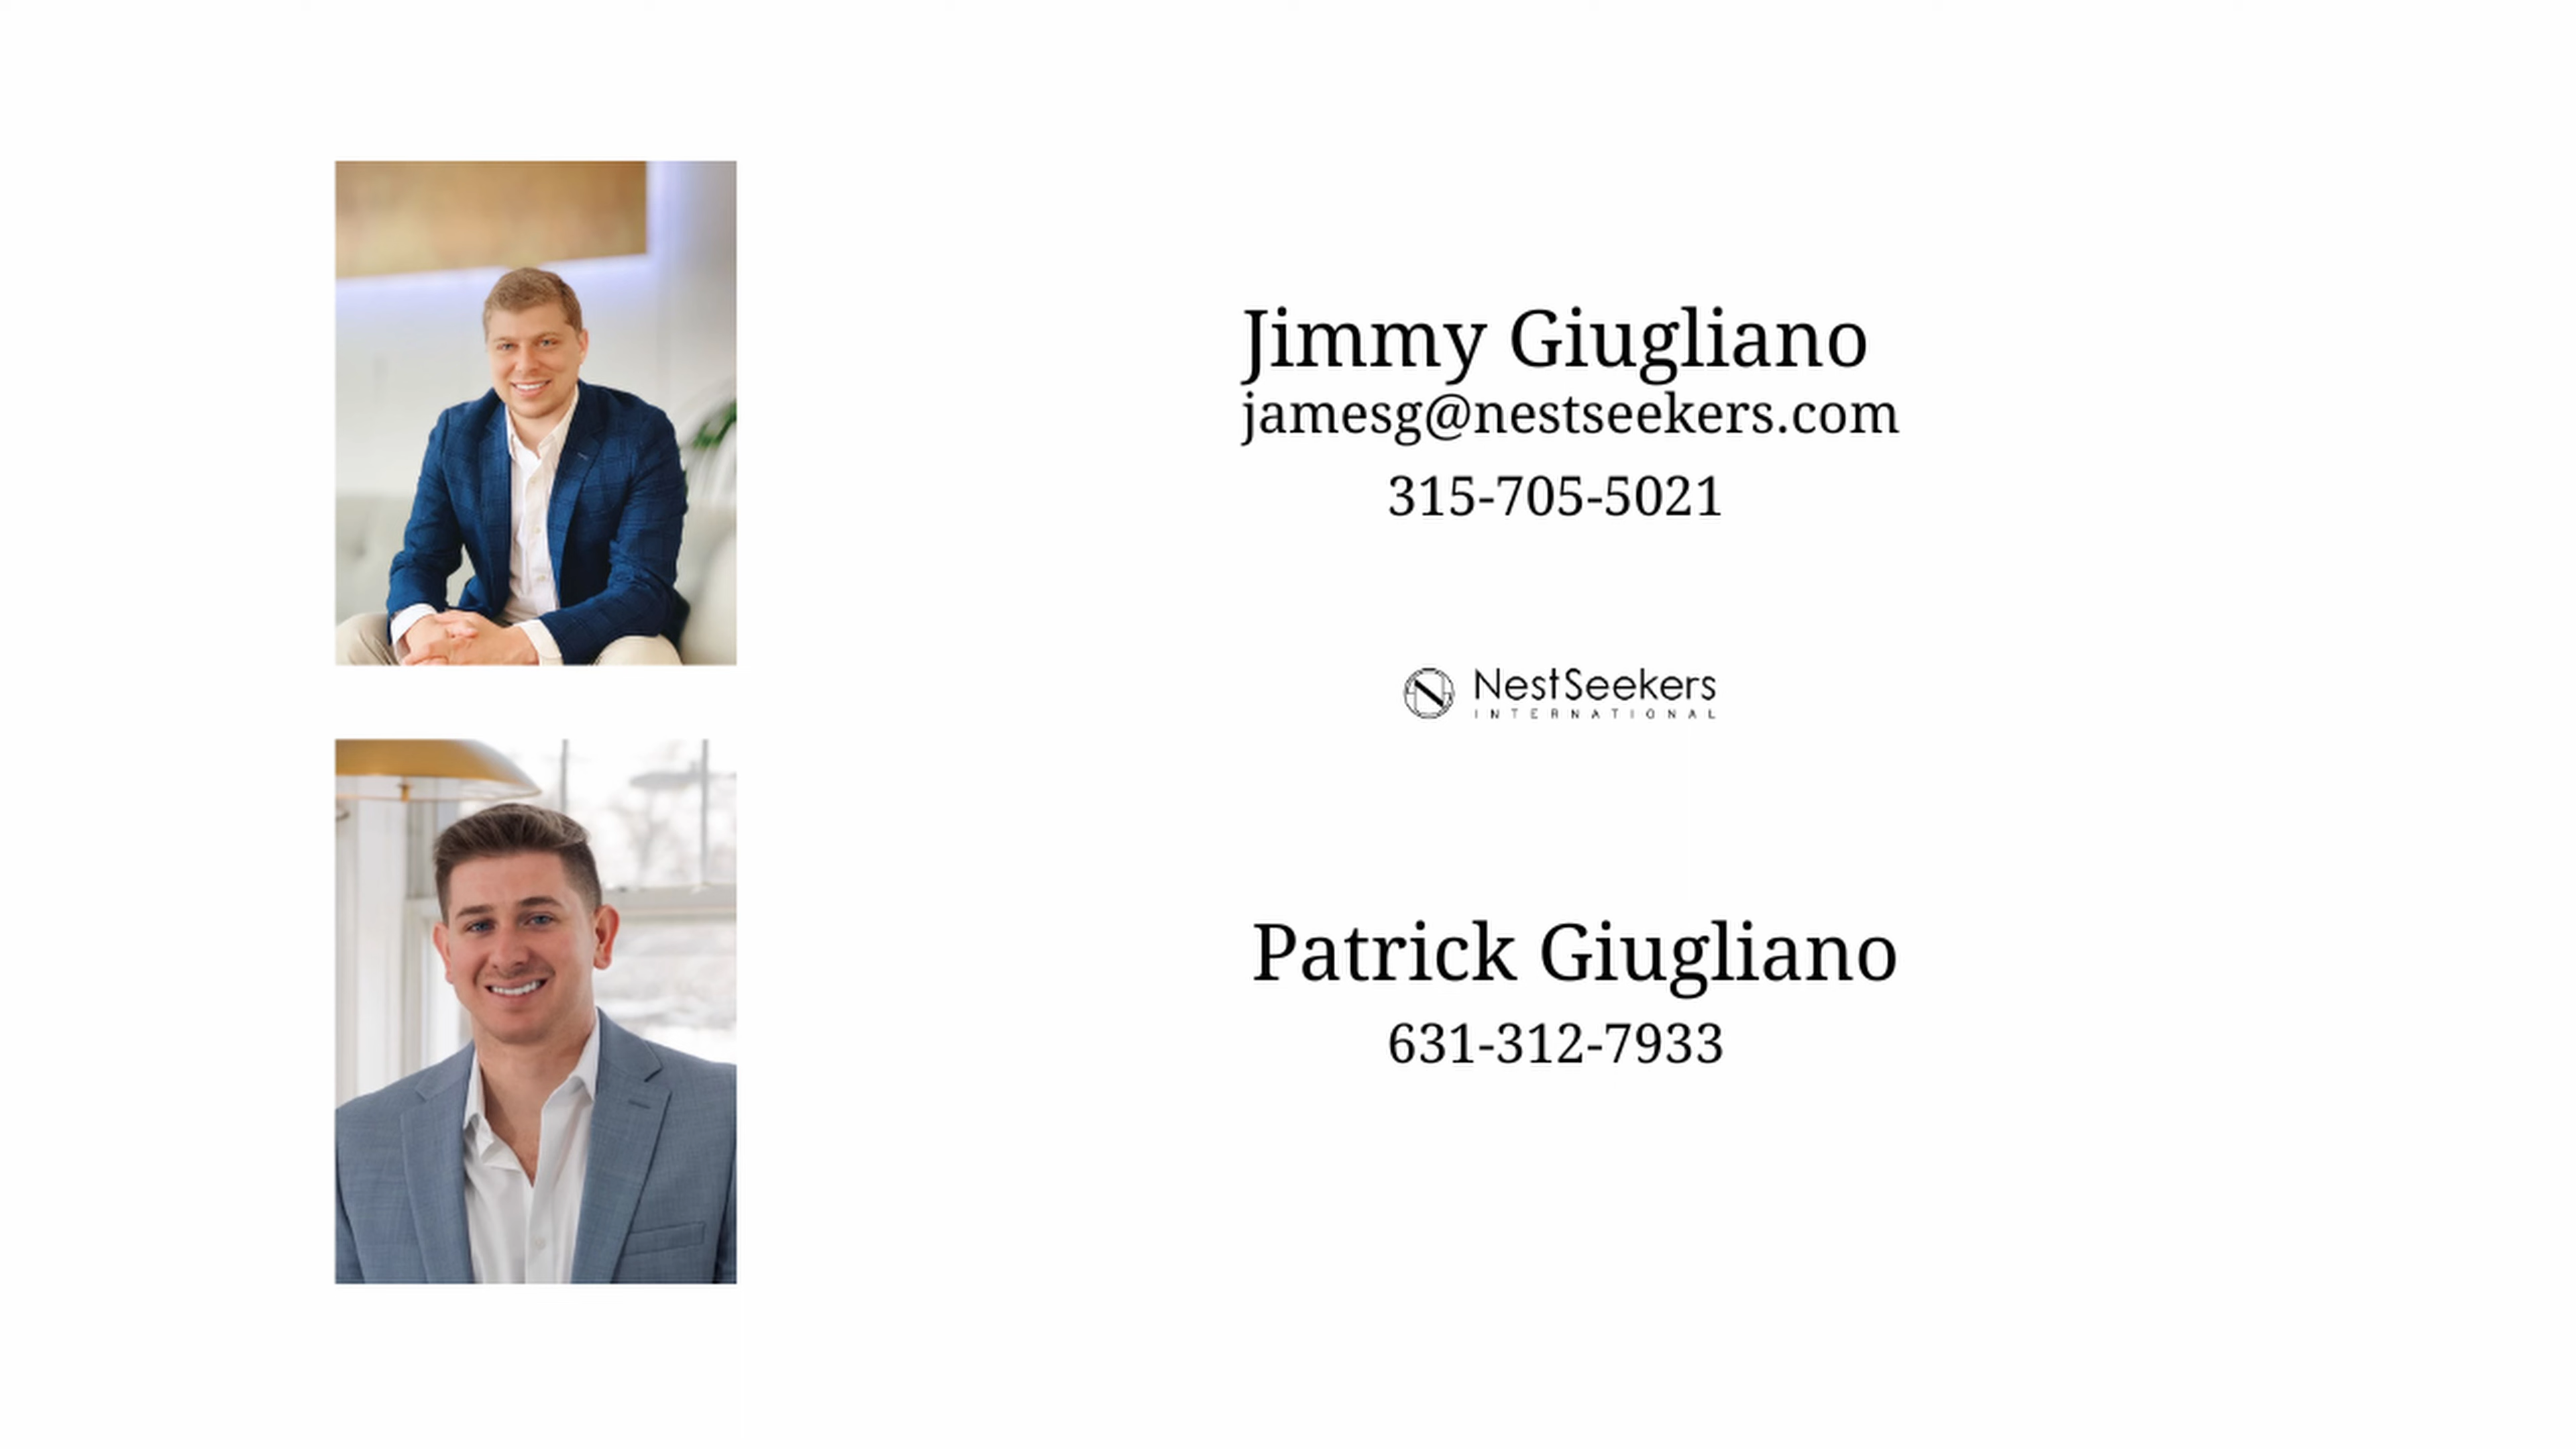 Jimmy Giugliano
jamesg@nestseekers.com
315-705-5021
NestSeekers
INTERNATIONAL
Patrick Giugliano
631-312-7933